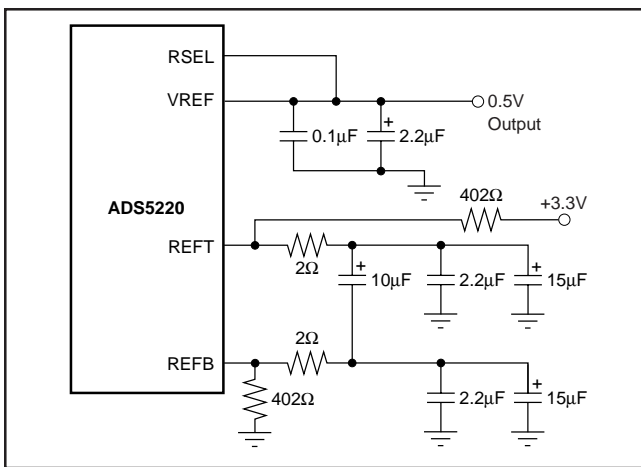 RSEL
VREF
0.5V
Output
0.1µF
+
2.2µF
ADS5220
402Ω
+3.3V
REFT
2Ω
+
10µF
2.2µF
+
15µF
2Ω
REFB
402Ω
2.2µF
+
15µF